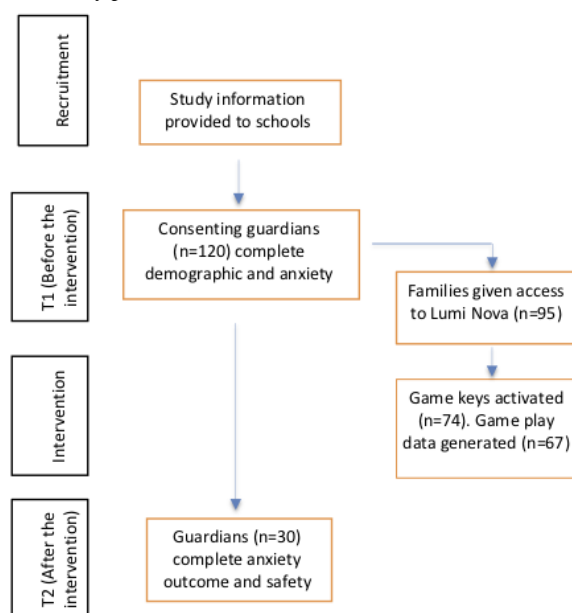 Recruitment
Study information
provided to schools
T1 (Before the
intervention)
Consenting guardians
(n=120) complete
demographic and anxiety
Families given access
to Lumi Nova (n=95)
Intervention
Game keys activated
(n=74). Game play
data generated (n=67)
T2 (After the
intervention)
Guardians (n=30)
complete anxiety
outcome and safety